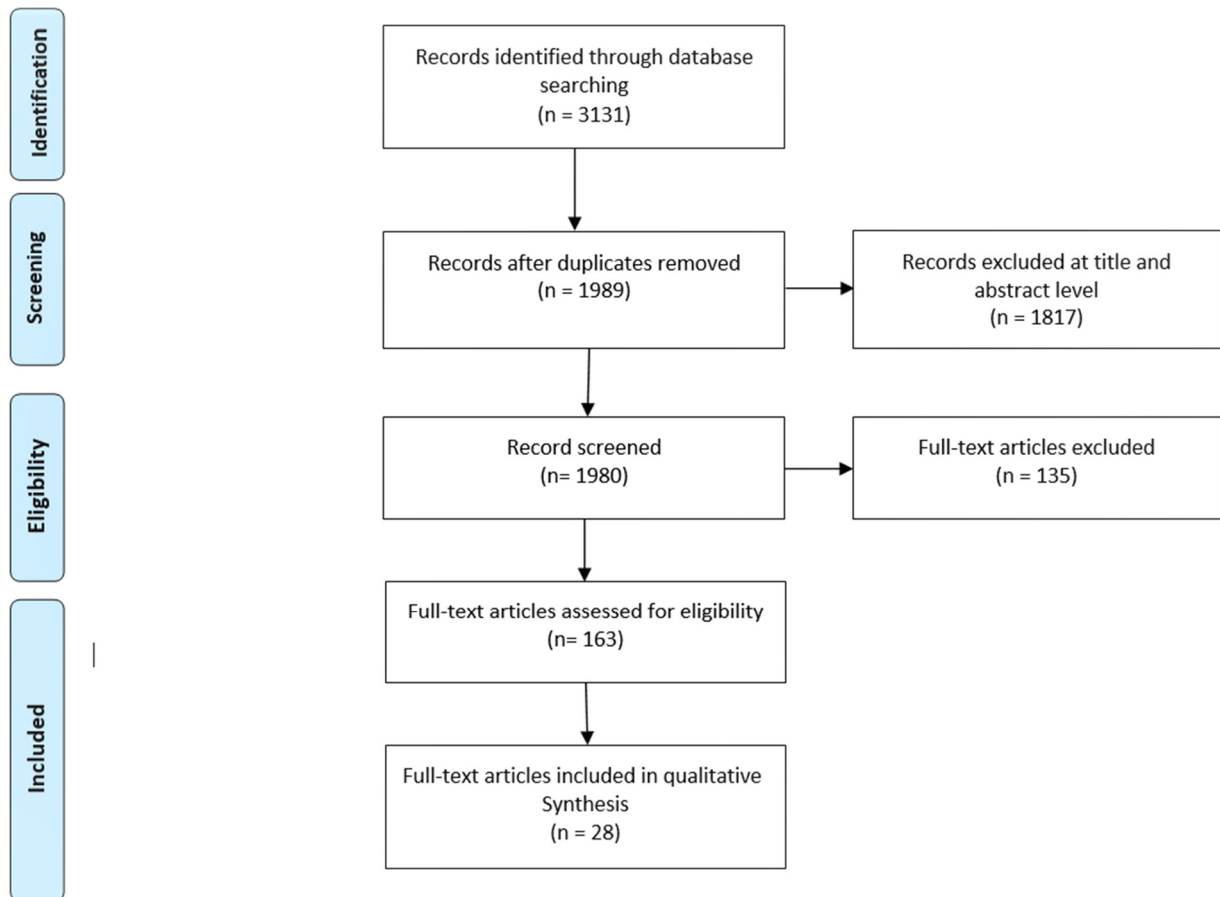 Identification
Records identified through database
searching
(n = 3131)
Screening
Records after duplicates removed
(n = 1989)
Records excluded at title and
abstract level
(n = 1817)
Eligibility
Record screened
(n= 1980)
Full-text articles excluded
(n = 135)
Included
Full-text articles assessed for eligibility
(n= 163)
Full-text articles included in qualitative
Synthesis
(n = 28)